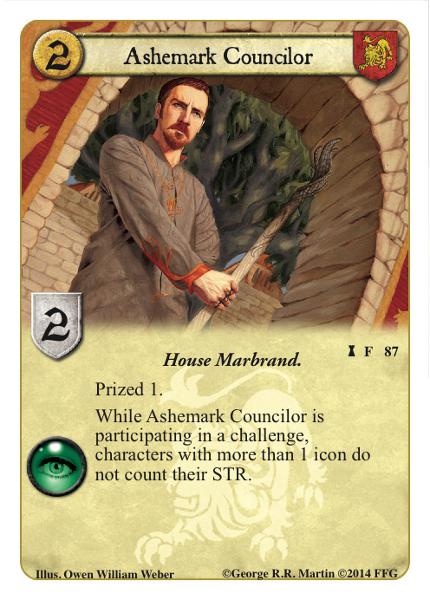 2 Ashemark Councilor
2
House Marbrand.
F 87
Prized 1.
While Ashemark Councilor is
participating in a challenge,
characters with more than 1 icon do
not count their STR.
Illus. Owen William Weber ©George R.R. Martin ©2014 FFG